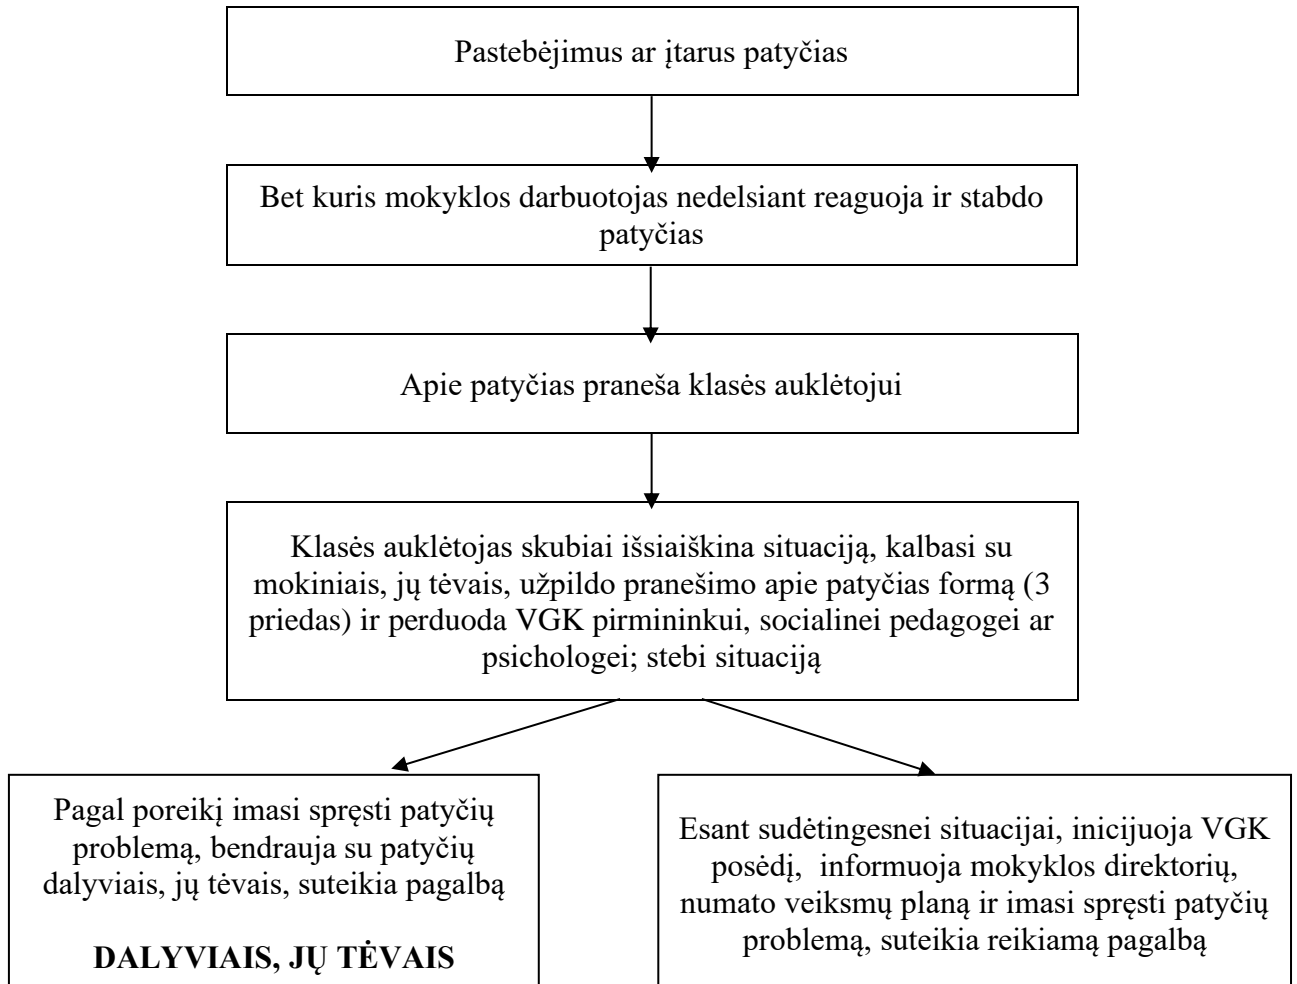 Pastebėjimus ar įtarus patyčias
Bet kuris mokyklos darbuotojas nedelsiant reaguoja ir stabdo
patyčias
Apie patyčias praneša klasės auklėtojui
Klasės auklėtojas skubiai išsiaiškina situaciją, kalbasi su
mokiniais, jų tėvais, užpildo pranešimo apie patyčias formą (3
priedas) ir perduoda VGK pirmininkui, socialinei pedagogei ar
psichologei; stebi situaciją
Pagal poreikį imasi spręsti patyčių
problemą, bendrauja su patyčių
dalyviais, jų tėvais, suteikia pagalbą
DALYVIAIS, JŲ TĖVAIS
Esant sudėtingesnei situacijai, inicijuoja VGK
posėdį, informuoja mokyklos direktorių,
numato veiksmų planą ir imasi spręsti patyčių
problemą, suteikia reikiamą pagalbą